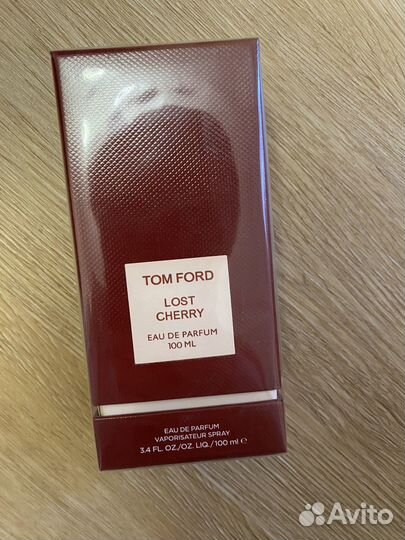 TOM FORD
LOST
CHERRY
EAU DE PARFUM
100 ML
EAU DE PARFUM
VAPORISATEUR SPRAY
3.4 FL. OZ./OZ. LIQ./100 ml ℮
Avito